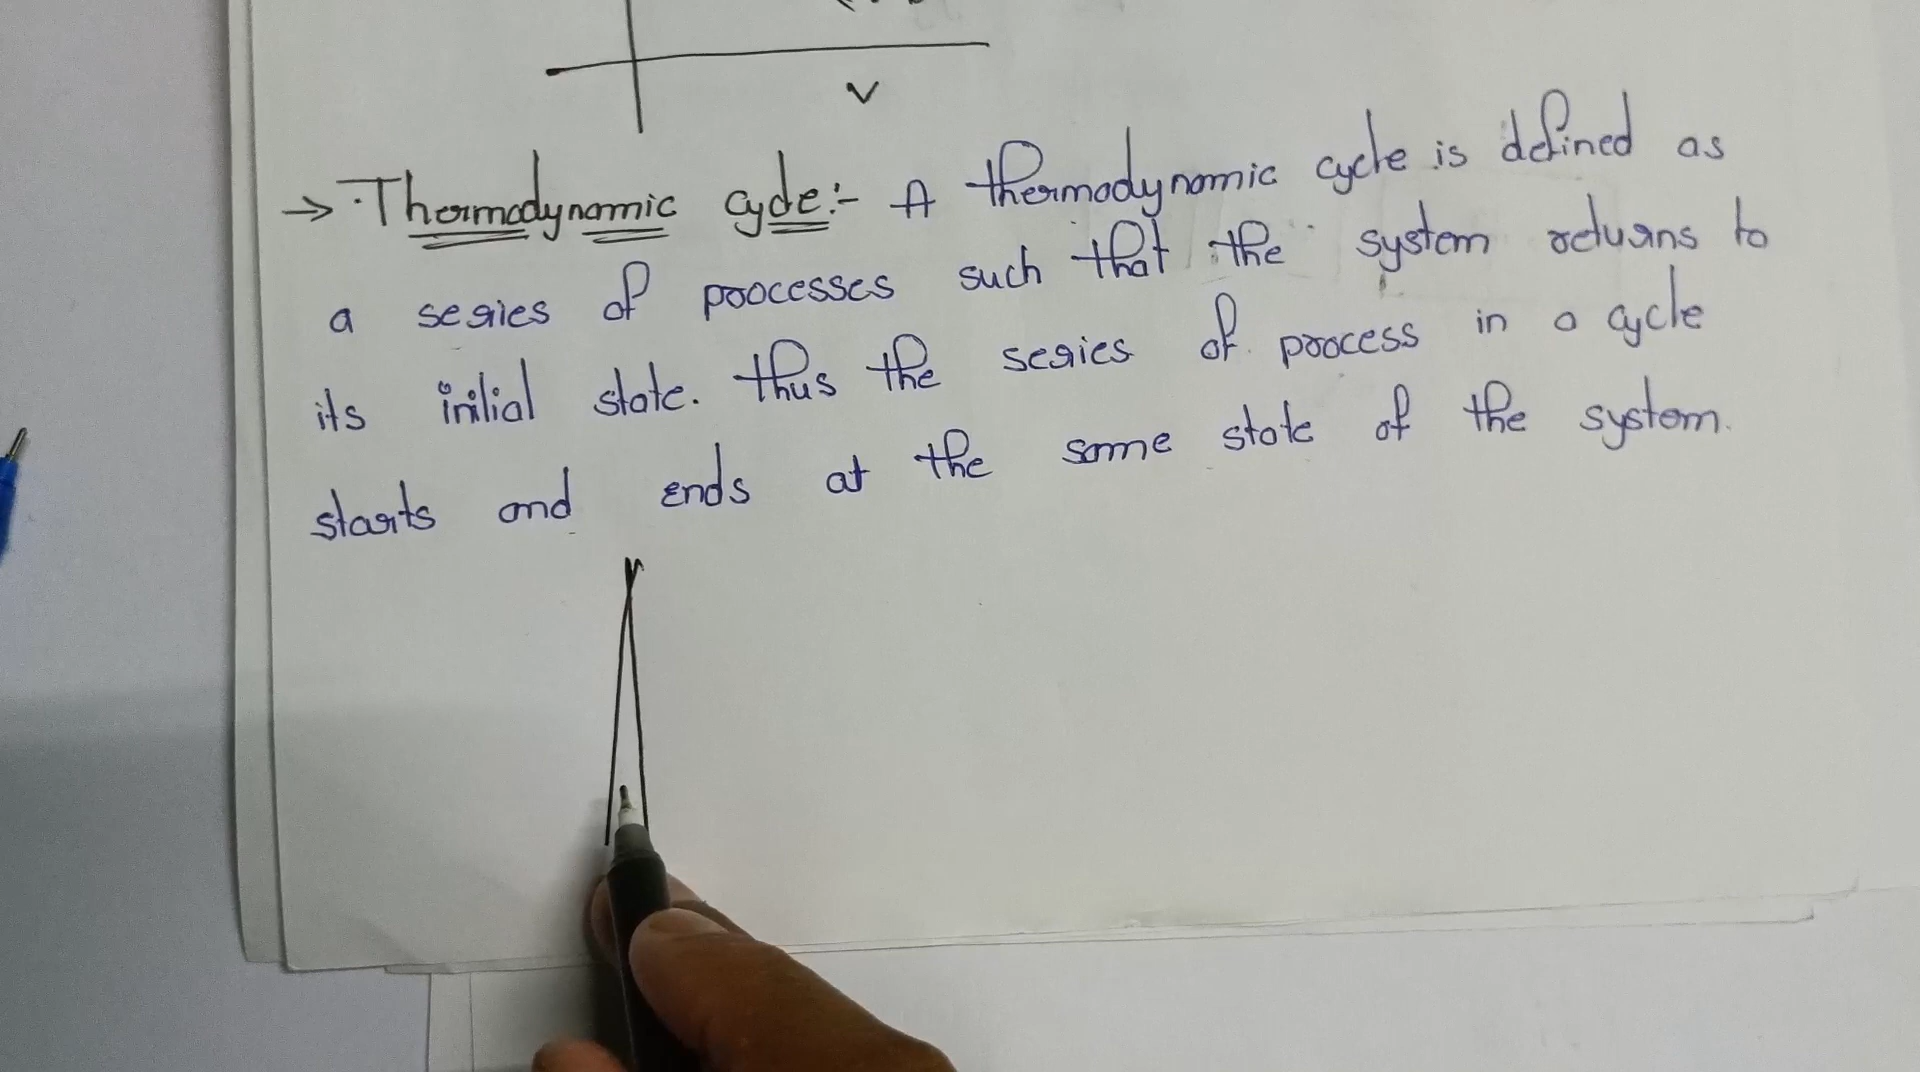 V
→ Thermodynamic cycle:- A thermodynamic cycle is defined as
a series of processes such that the system returns to
its initial state. thus the series of process in a cycle
starts and ends at the same state of the system.